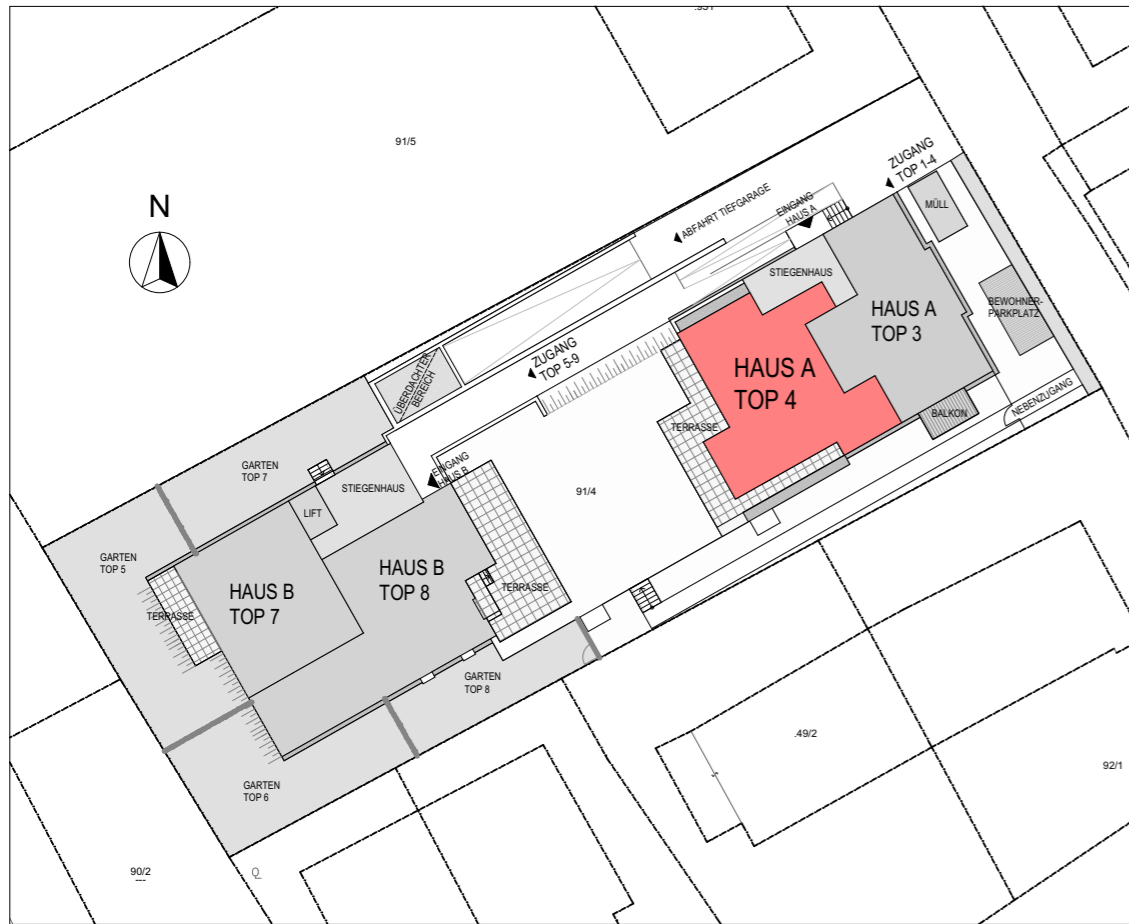 .931
91/5
N
ZUGANG
TOP 1-4
MÜLL
ABFAHRT TIEFGARAGE
EINGANG
HAUS A
STIEGENHAUS
BEWOHNER-
PARKPLATZ
HAUS A
TOP 3
HAUS A
TOP 4
ZUGANG
TOP 5-9
ÜBERDACHTER
BEREICH
TERRASSE
BALKON
NEBENZUGANG
GARTEN
TOP 7
EINGANG
HAUS B
STIEGENHAUS
91/4
LIFT
GARTEN
TOP 5
HAUS B
TOP 8
HAUS B
TOP 7
TERRASSE
TERRASSE
GARTEN
TOP 8
.49/2
92/1
GARTEN
TOP 6
90/2